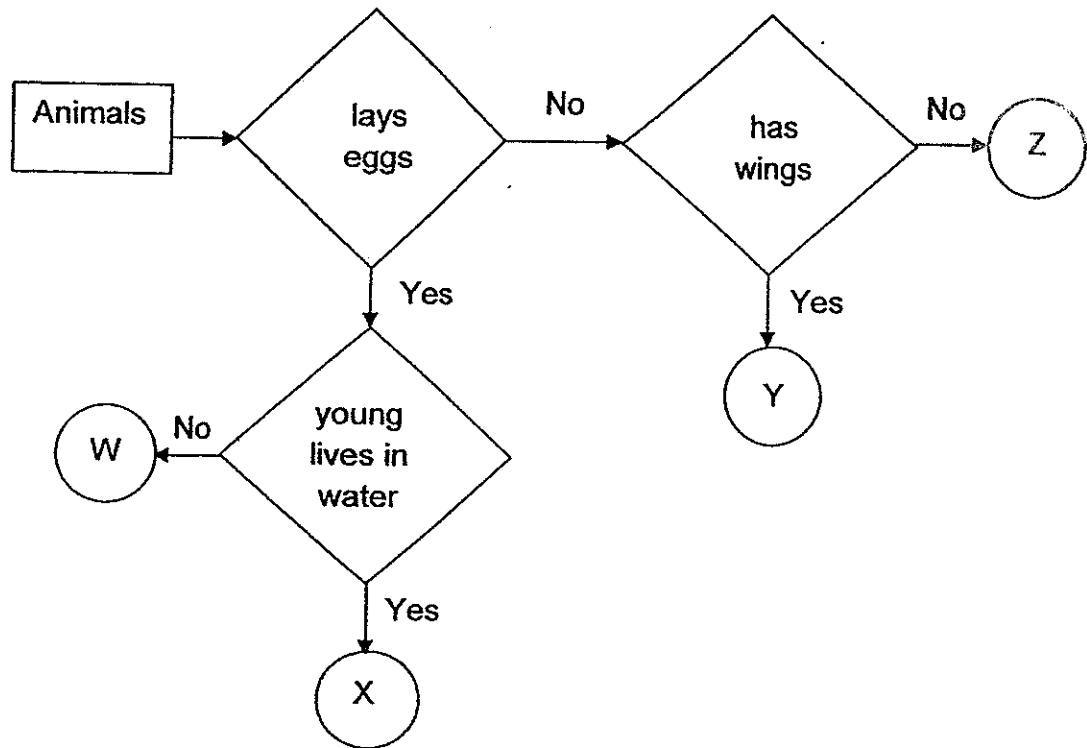 Animals
lays
eggs
No
has
wings
No
Z
Yes
Yes
Y
W
No
young
lives in
water
Yes
X